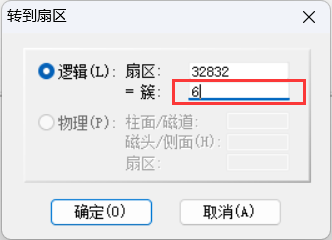 转到扇区
逻辑(L): 扇区: 32832
= 簇: 6
物理(P): 柱面/磁道:
磁头/侧面(H):
扇区:
确定(O) 取消(A)